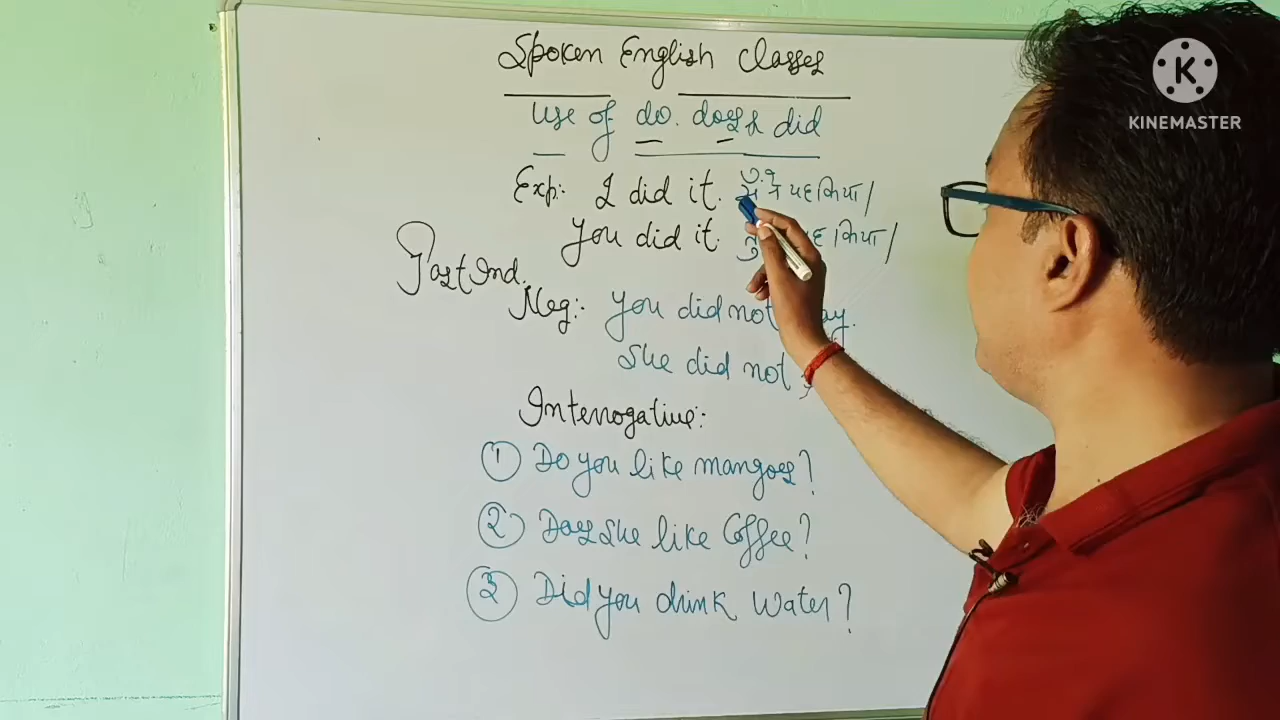 Spoken English Classes
Use of do. does & did
Exp:- I did it. ने यह किया।
You did it. यह किया।
Past Ind.
Neg:- You did not
She did not
Interrogative:-
① Do you like mangoes?
② Does she like Coffee?
③ Did you drink Water?
K
KINEMASTER